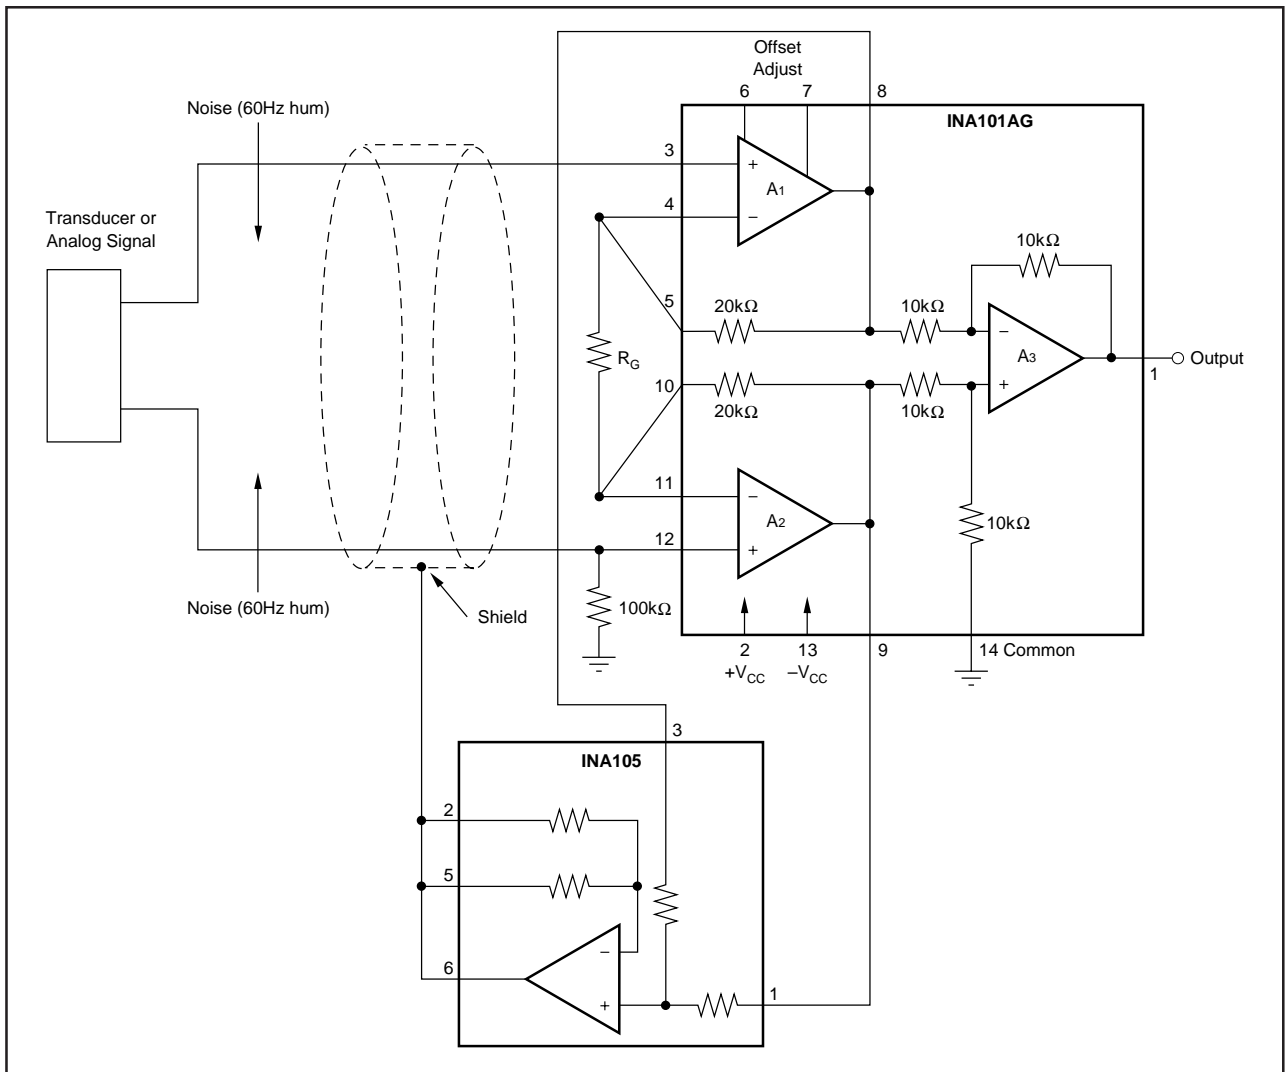 Offset
Adjust
6
7
8
Noise (60Hz hum)
INA101AG
3
+
A1
4
−
Transducer or
Analog Signal
10kΩ
5
20kΩ
10kΩ
−
A3
RG
Output
1
10
20kΩ
10kΩ
+
11
−
A2
10kΩ
12
+
Noise (60Hz hum)
Shield
100kΩ
2
13
9
14 Common
+VCC
−VCC
3
INA105
2
5
−
6
+
1